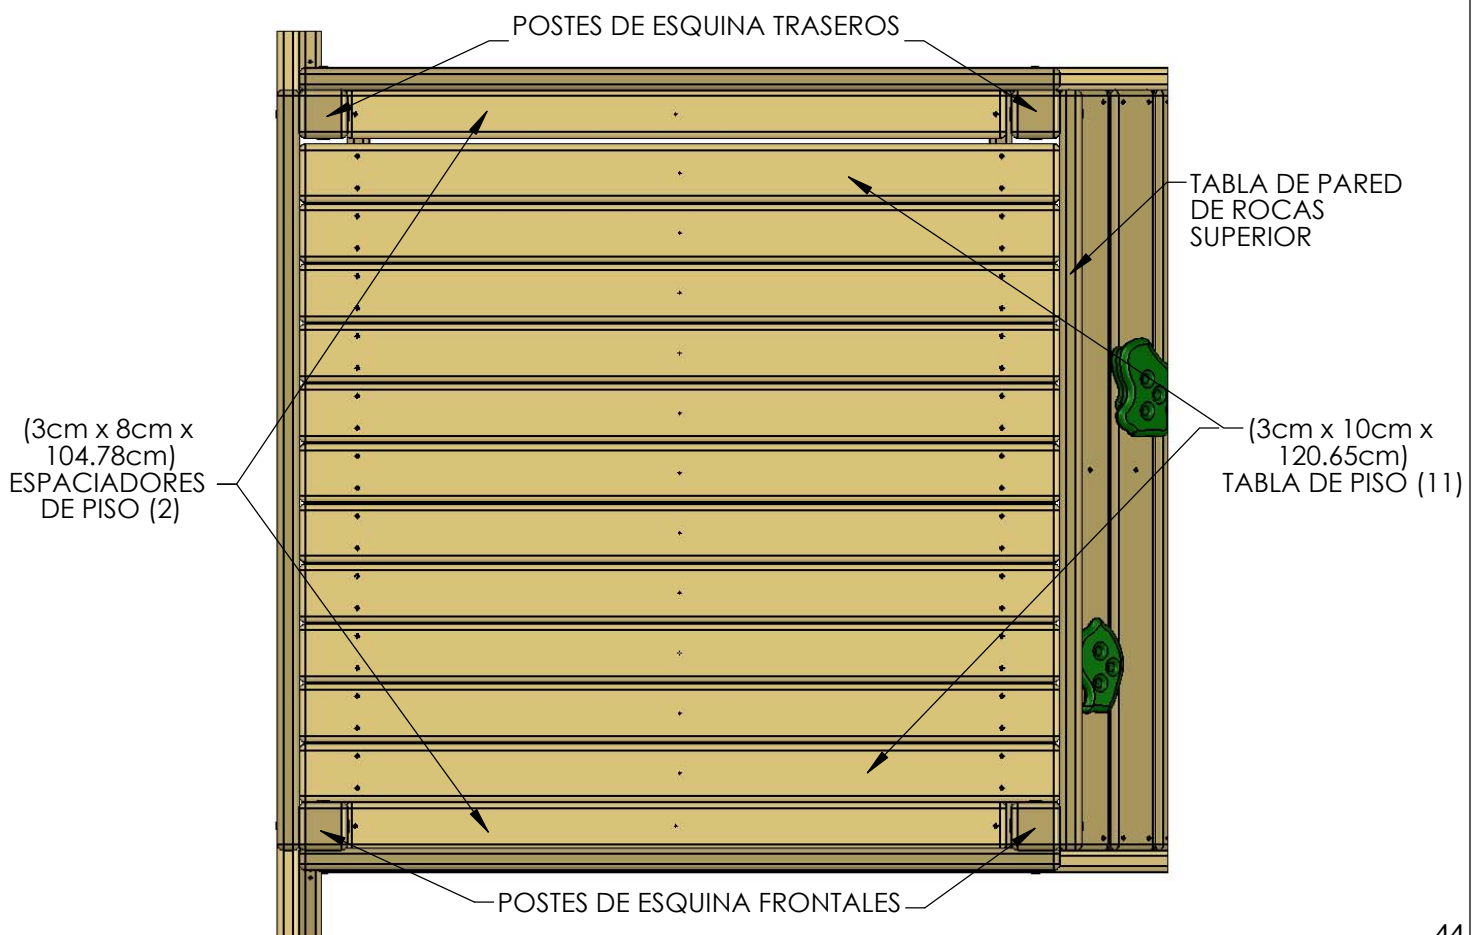 POSTES DE ESQUINA TRASEROS
TABLA DE PARED
DE ROCAS
SUPERIOR
(3cm x 8cm x
104.78cm)
ESPACIADORES
DE PISO (2)
(3cm x 10cm x
120.65cm)
TABLA DE PISO (11)
POSTES DE ESQUINA FRONTALES
44